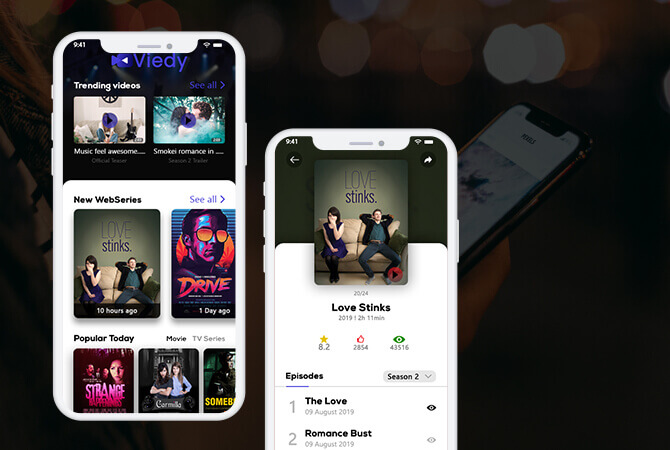 9:41
Viedy
Trending videos
See all >
Music feel awesome....
Official Teaser
Smokei romance in ...
Season 2 Trailer
New WebSeries
See all >
LOVE
stinks.
10 hours ago
DRIVE
1 Day ago
Popular Today
Movie
TV Series
STRANGE
HAPPENINGS
Carmilla
SOMEB
9:41
LOVE
stinks.
20/24
Love Stinks
2019 | 2h 11min
8.2
2854
43516
Episodes
Season 2
1
The Love
09 August 2019
2
Romance Bust
09 August 2019